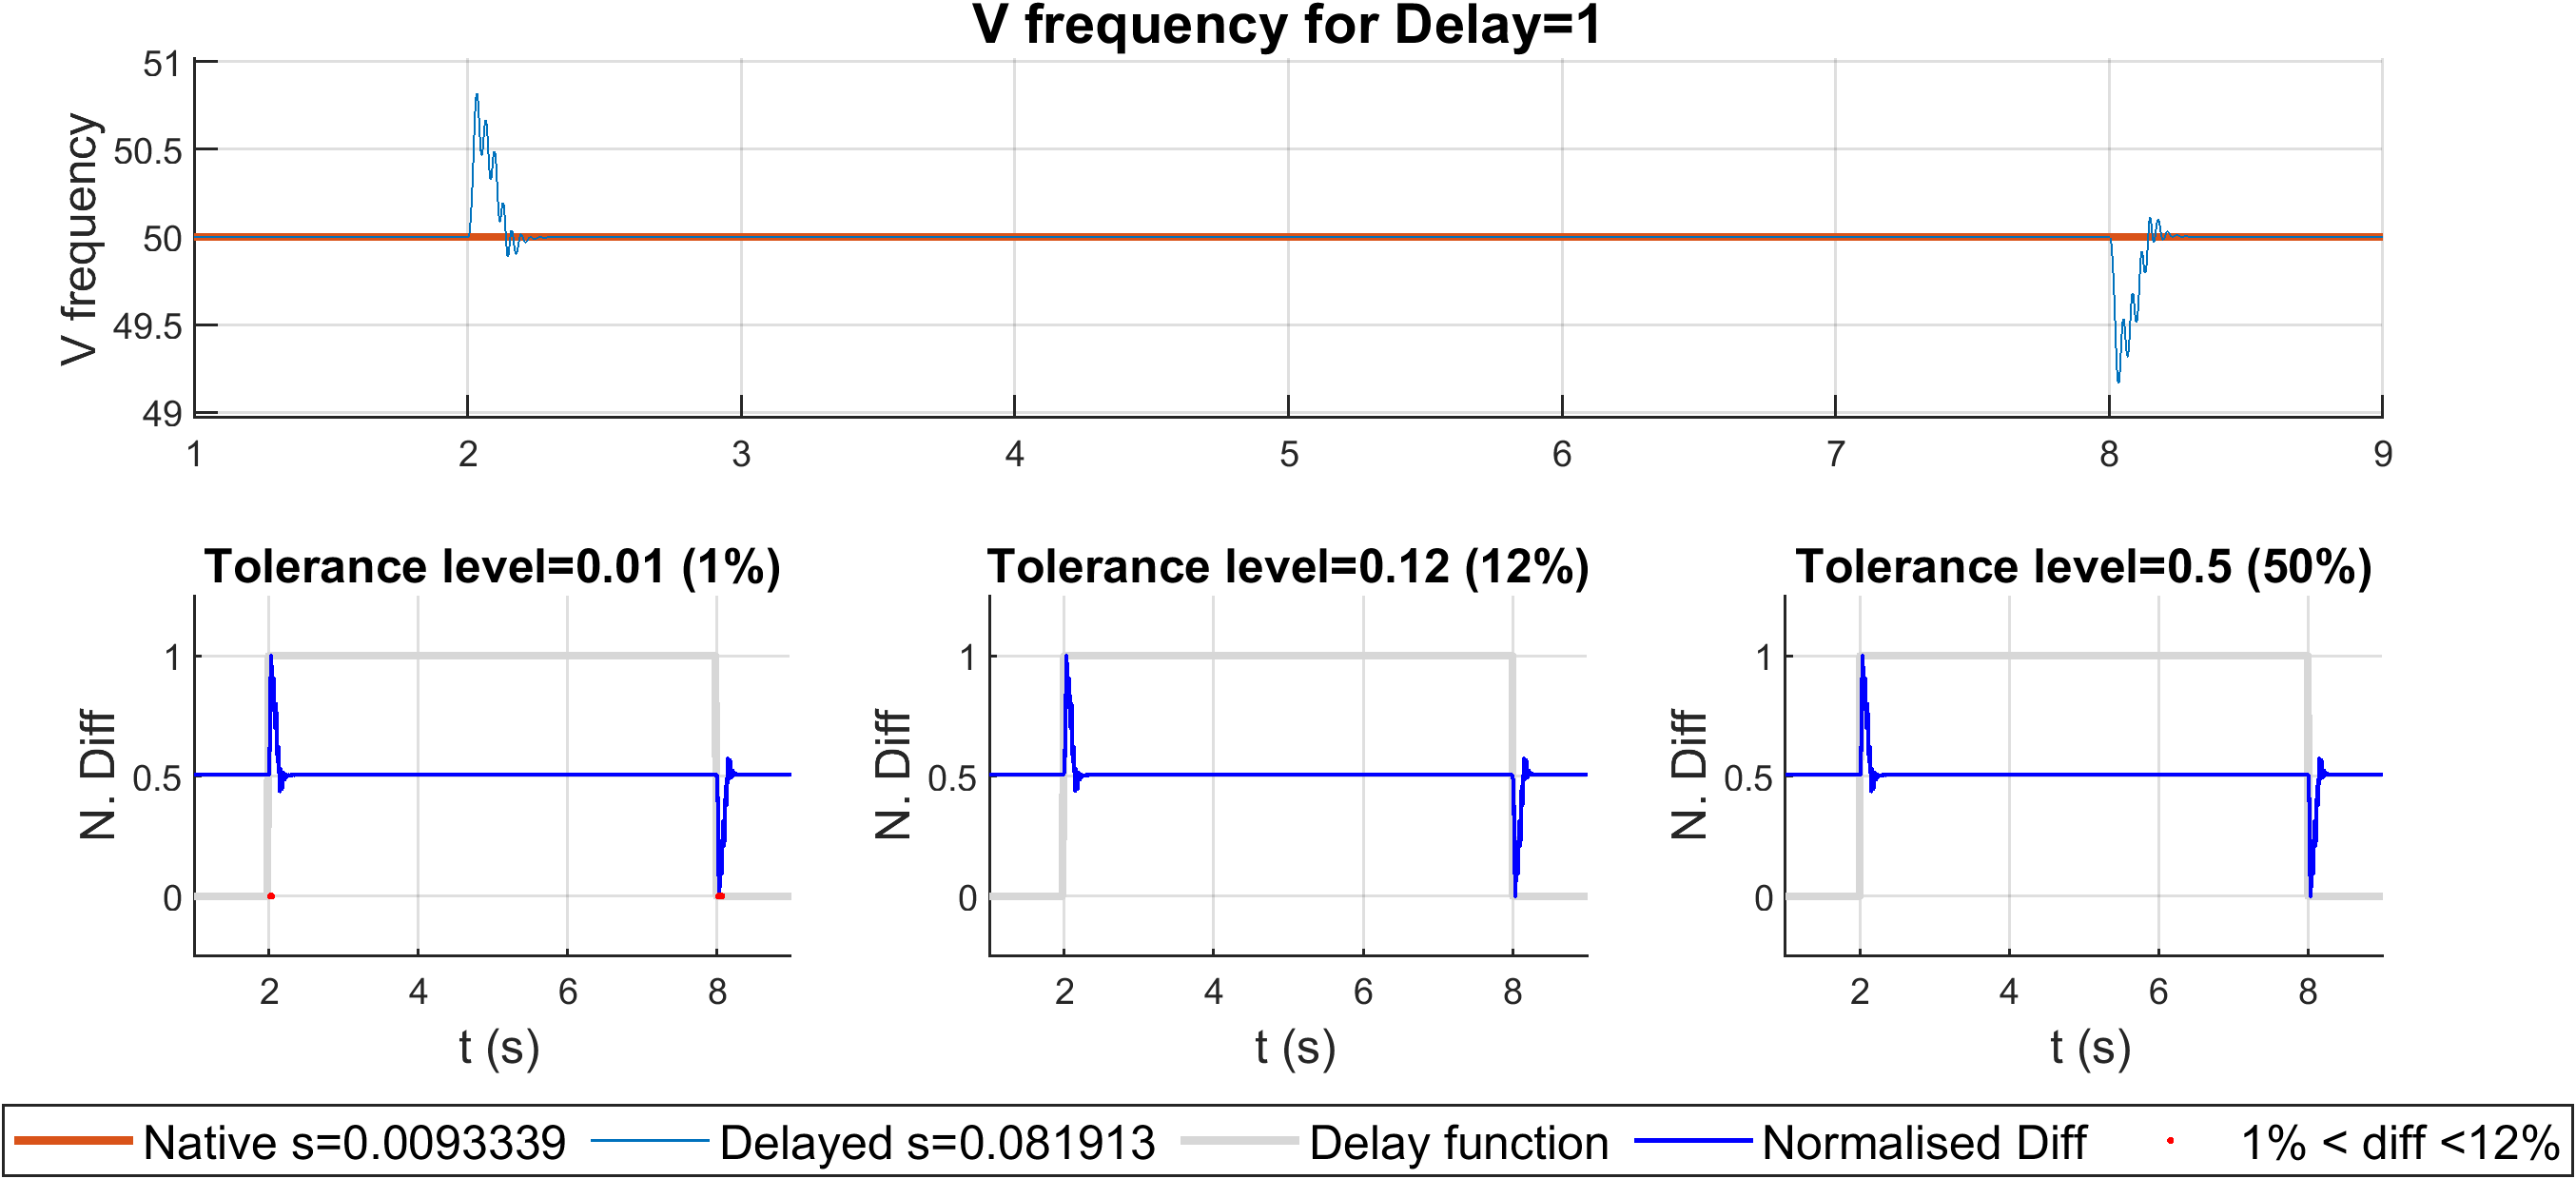 V frequency for Delay=1
V frequency
51
50.5
50
49.5
49
1 2 3 4 5 6 7 8 9
Tolerance level=0.01 (1%)
N. Diff
1
0.5
0
2 4 6 8
t (s)
Tolerance level=0.12 (12%)
N. Diff
1
0.5
0
2 4 6 8
t (s)
Tolerance level=0.5 (50%)
N. Diff
1
0.5
0
2 4 6 8
t (s)
Native s=0.0093339 Delayed s=0.081913 Delay function Normalised Diff 1% < diff <12%